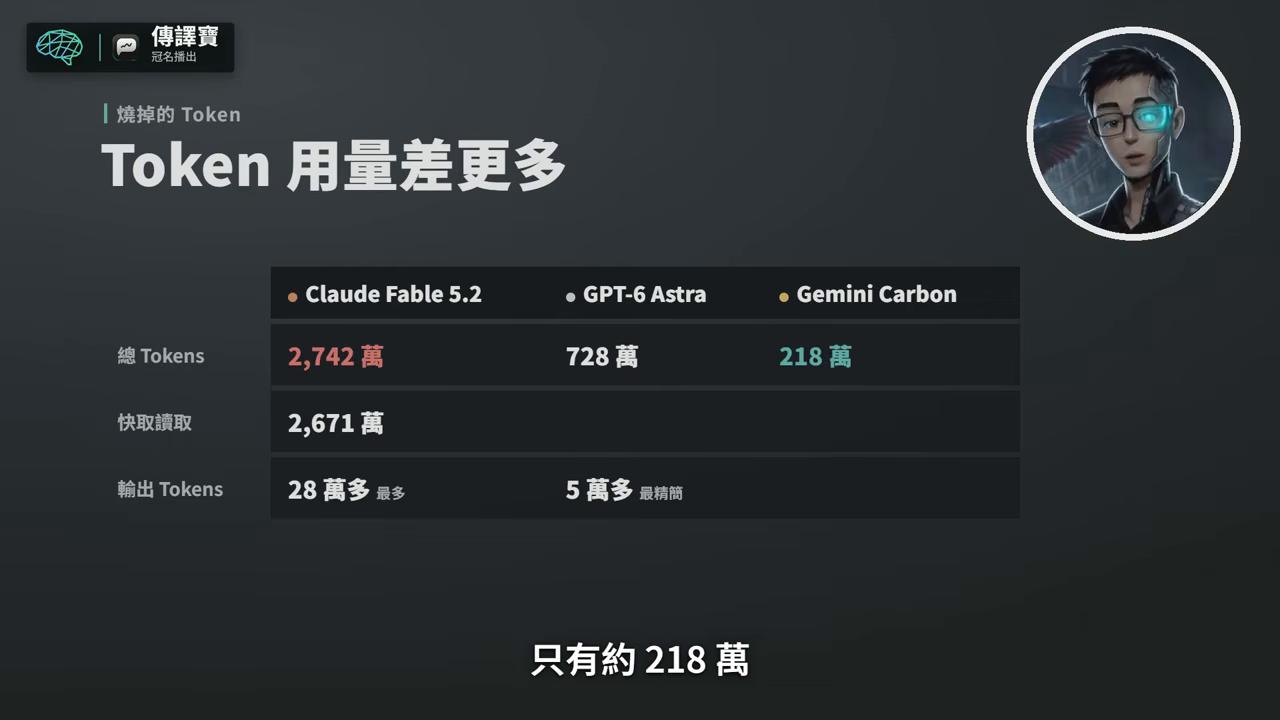 傳譯寶
冠名播出
燒掉的 Token
Token 用量差更多
Claude Fable 5.2 GPT-6 Astra Gemini Carbon
總 Tokens 2,742 萬 728 萬 218 萬
快取讀取 2,671 萬
輸出 Tokens 28 萬多 最多 5 萬多 最精簡
只有約 218 萬